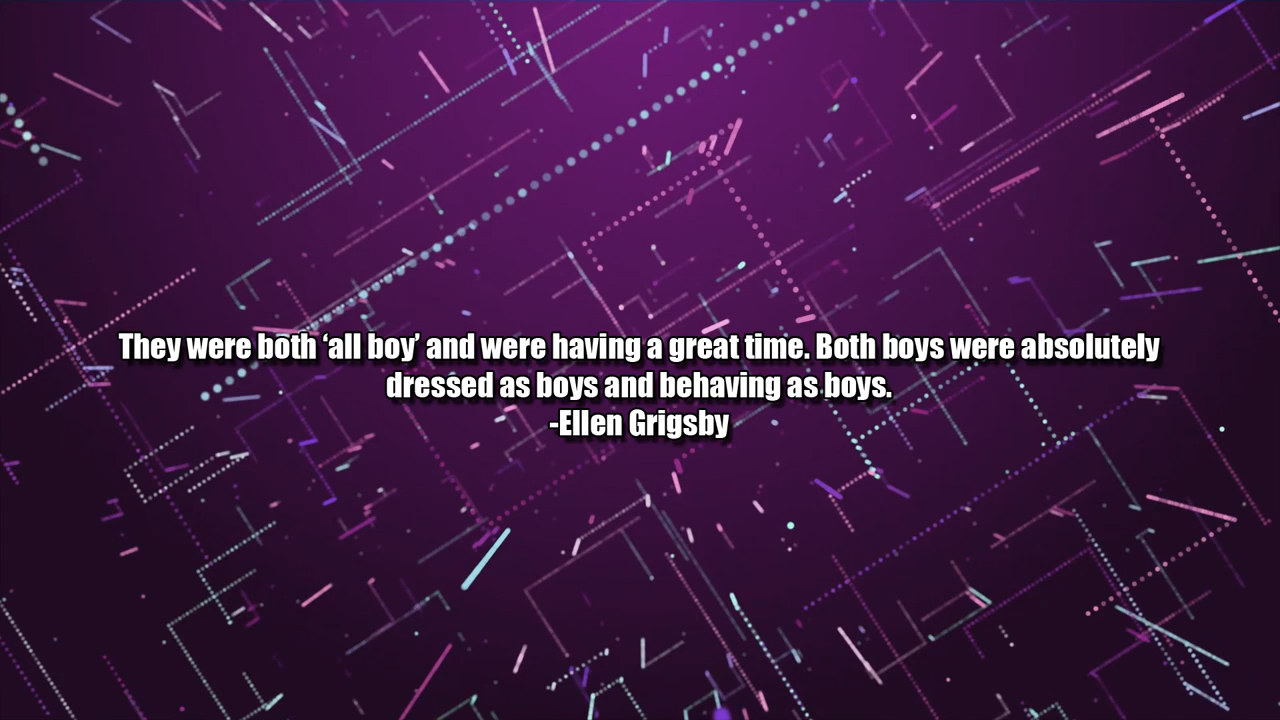 They were both ‘all boy’ and were having a great time. Both boys were absolutely
dressed as boys and behaving as boys.
-Ellen Grigsby